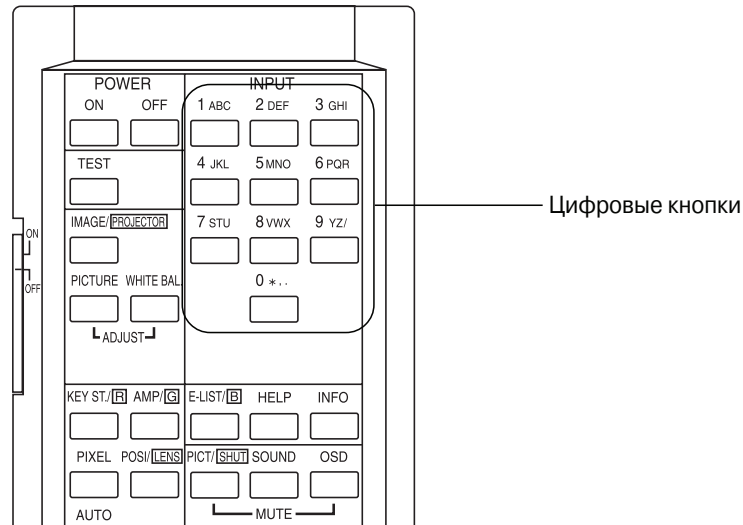 POWER INPUT
ON OFF 1 ABC 2 DEF 3 GHI
TEST 4 JKL 5 MNO 6 PQR
Цифровые кнопки
IMAGE/PROJECTOR 7 STU 8 VWX 9 YZ/
ON
PICTURE WHITE BAL. 0 *, .
OFF
ADJUST
KEY ST./R AMP/G E-LIST/B HELP INFO
PIXEL POSI/LENS PICT/SHUT SOUND OSD
AUTO MUTE